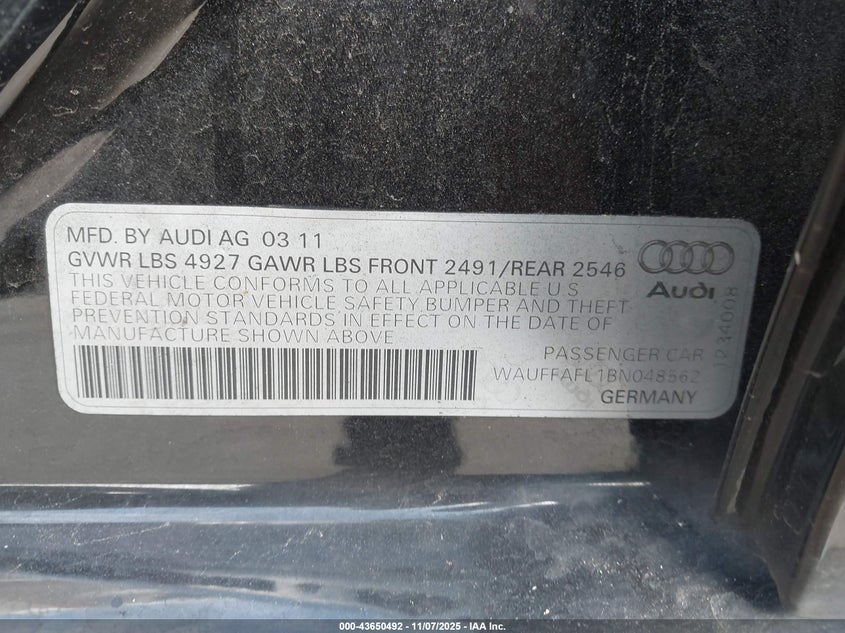 MFD. BY AUDI AG 03 11
GVWR LBS 4927 GAWR LBS FRONT 2491/REAR 2546
THIS VEHICLE CONFORMS TO ALL APPLICABLE U S
FEDERAL MOTOR VEHICLE SAFETY, BUMPER AND THEFT
PREVENTION STANDARDS IN EFFECT ON THE DATE OF
MANUFACTURE SHOWN ABOVE
Audi
PASSENGER CAR
WAUFFAFL1BN048562
GERMANY
000-43650492 - 11/07/2025 - IAA Inc.